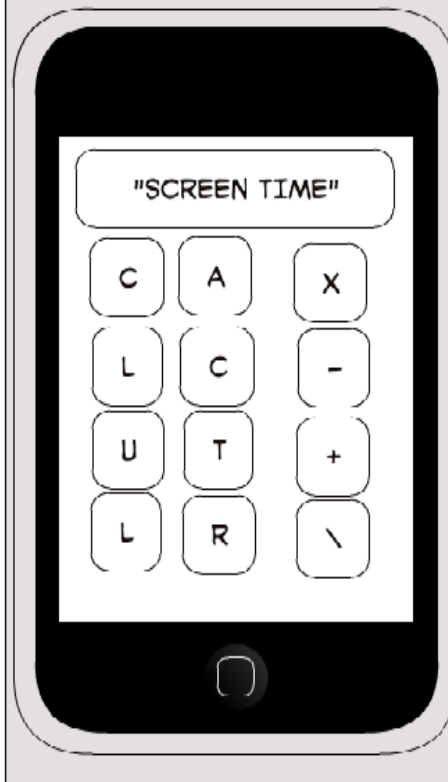 "SCREEN TIME"
C A X
L C -
U T +
L R \